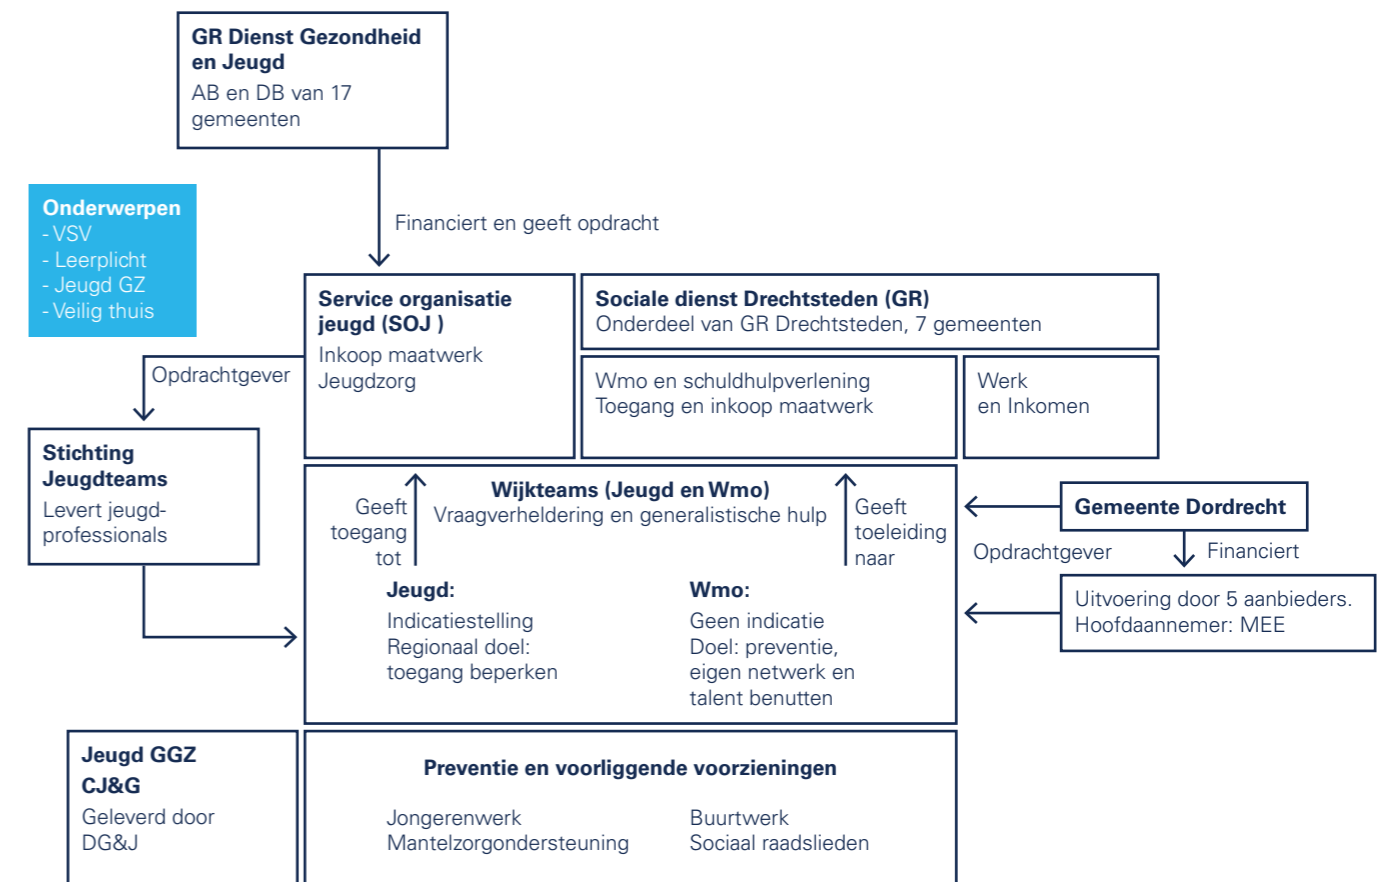 GR Dienst Gezondheid
en Jeugd
AB en DB van 17
gemeenten
Onderwerpen
- VSV
- Leerplicht
- Jeugd GZ
- Veilig thuis
Financiert en geeft opdracht
Service organisatie
jeugd (SOJ )
Inkoop maatwerk
Jeugdzorg
Sociale dienst Drechtsteden (GR)
Onderdeel van GR Drechtsteden, 7 gemeenten
Wmo en schuldhulpverlening
Toegang en inkoop maatwerk
Werk
en Inkomen
Opdrachtgever
Stichting
Jeugdteams
Levert jeugd-
professionals
Wijkteams (Jeugd en Wmo)
Vraagverheldering en generalistische hulp
Geeft
toegang
tot
Geeft
toeleiding
naar
Jeugd:
Indicatiestelling
Regionaal doel:
toegang beperken
Wmo:
Geen indicatie
Doel: preventie,
eigen netwerk en
talent benutten
Gemeente Dordrecht
Opdrachtgever
Financiert
Uitvoering door 5 aanbieders.
Hoofdaannemer: MEE
Jeugd GGZ
CJ&G
Geleverd door
DG&J
Preventie en voorliggende voorzieningen
Jongerenwerk
Mantelzorgondersteuning
Buurtwerk
Sociaal raadslieden